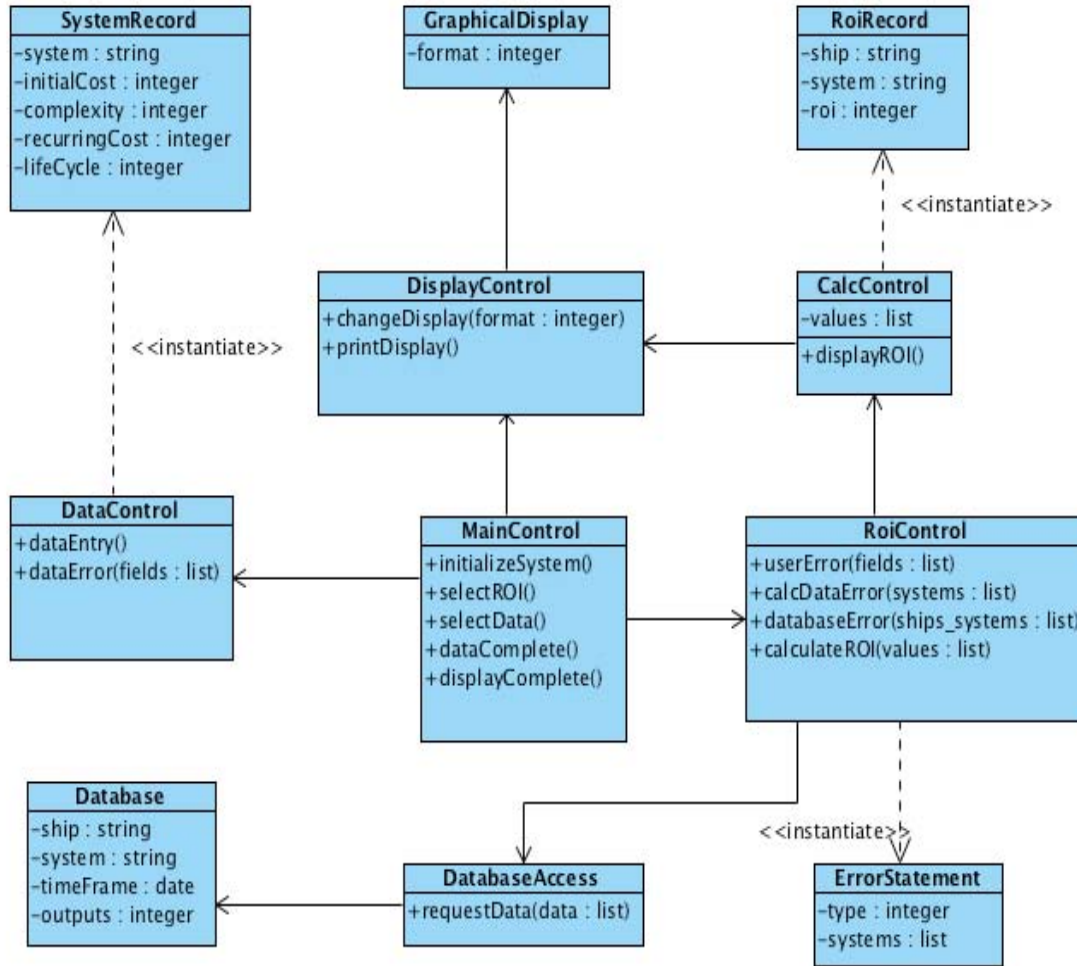 SystemRecord
-system : string
-initialCost : integer
-complexity : integer
-recurringCost : integer
-lifeCycle : integer
GraphicalDisplay
-format : integer
RoiRecord
-ship : string
-system : string
-roi : integer
<<instantiate>>
<<instantiate>>
DisplayControl
+changeDisplay(format : integer)
+printDisplay()
CalcControl
-values : list
+displayROI()
DataControl
+dataEntry()
+dataError(fields : list)
MainControl
+initializeSystem()
+selectROI()
+selectData()
+dataComplete()
+displayComplete()
RoiControl
+userError(fields : list)
+calcDataError(systems : list)
+databaseError(ships_systems : list)
+calculateROI(values : list)
Database
-ship : string
-system : string
-timeFrame : date
-outputs : integer
<<instantiate>>
DatabaseAccess
+requestData(data : list)
ErrorStatement
-type : integer
-systems : list